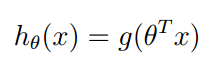 h_θ(x) = g(θ^T x)